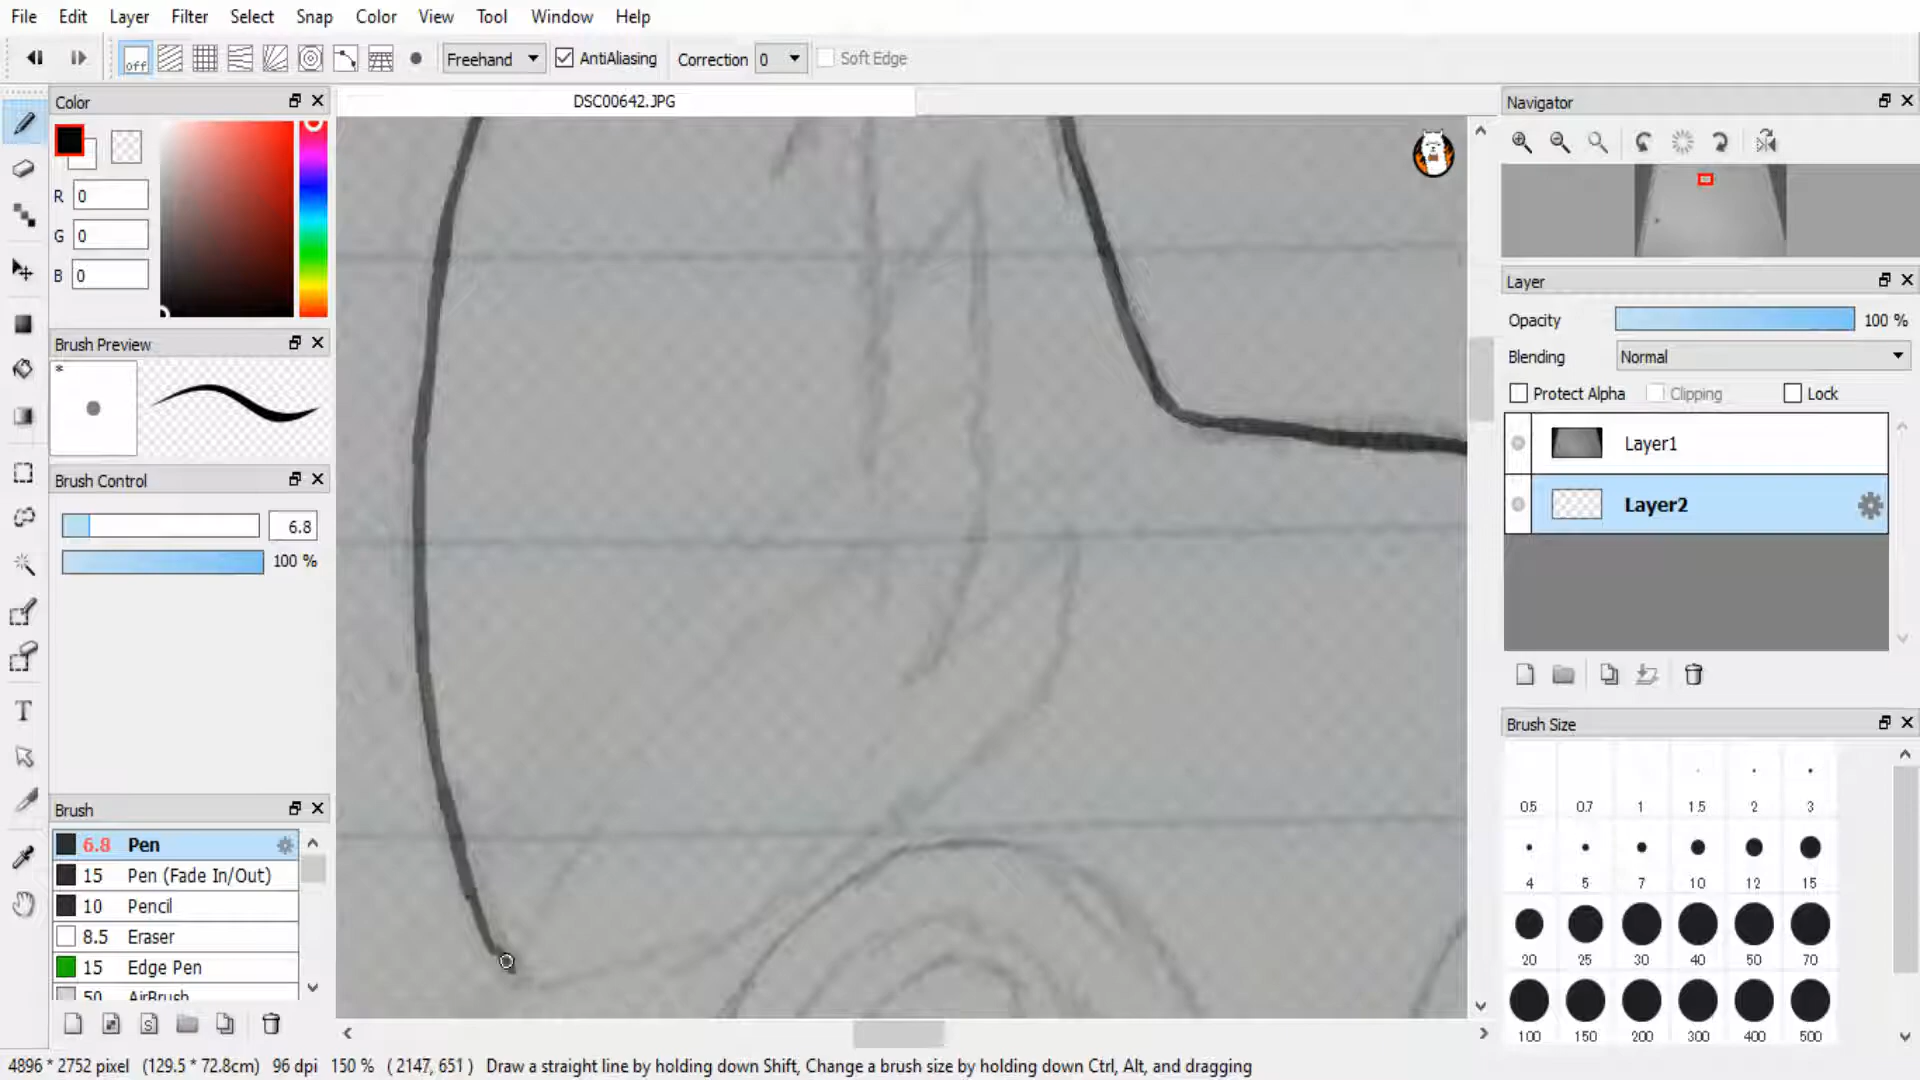 File Edit Layer Filter Select Snap Color View Tool Window Help
off Freehand AntiAliasing Correction 0 Soft Edge
Color
DSC00642.JPG
Navigator
R 0
G 0
B 0
Layer
Opacity 100 %
Brush Preview
Blending Normal
*
Protect Alpha Clipping Lock
Layer1
Brush Control
Layer2
6.8
100 %
T
Brush Size
0.5 0.7 1 1.5 2 3
Brush
6.8 Pen
15 Pen (Fade In/Out)
4 5 7 10 12 15
10 Pencil
8.5 Eraser
20 25 30 40 50 70
15 Edge Pen
50 AirBrush
S
100 150 200 300 400 500
4896 * 2752 pixel (129.5 * 72.8cm) 96 dpi 150 % ( 2147, 651 ) Draw a straight line by holding down Shift, Change a brush size by holding down Ctrl, Alt, and dragging